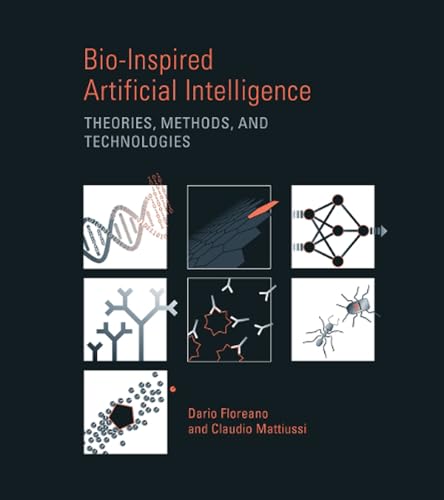 Bio-Inspired
Artificial Intelligence
THEORIES, METHODS, AND
TECHNOLOGIES
Dario Floreano
and Claudio Mattiussi